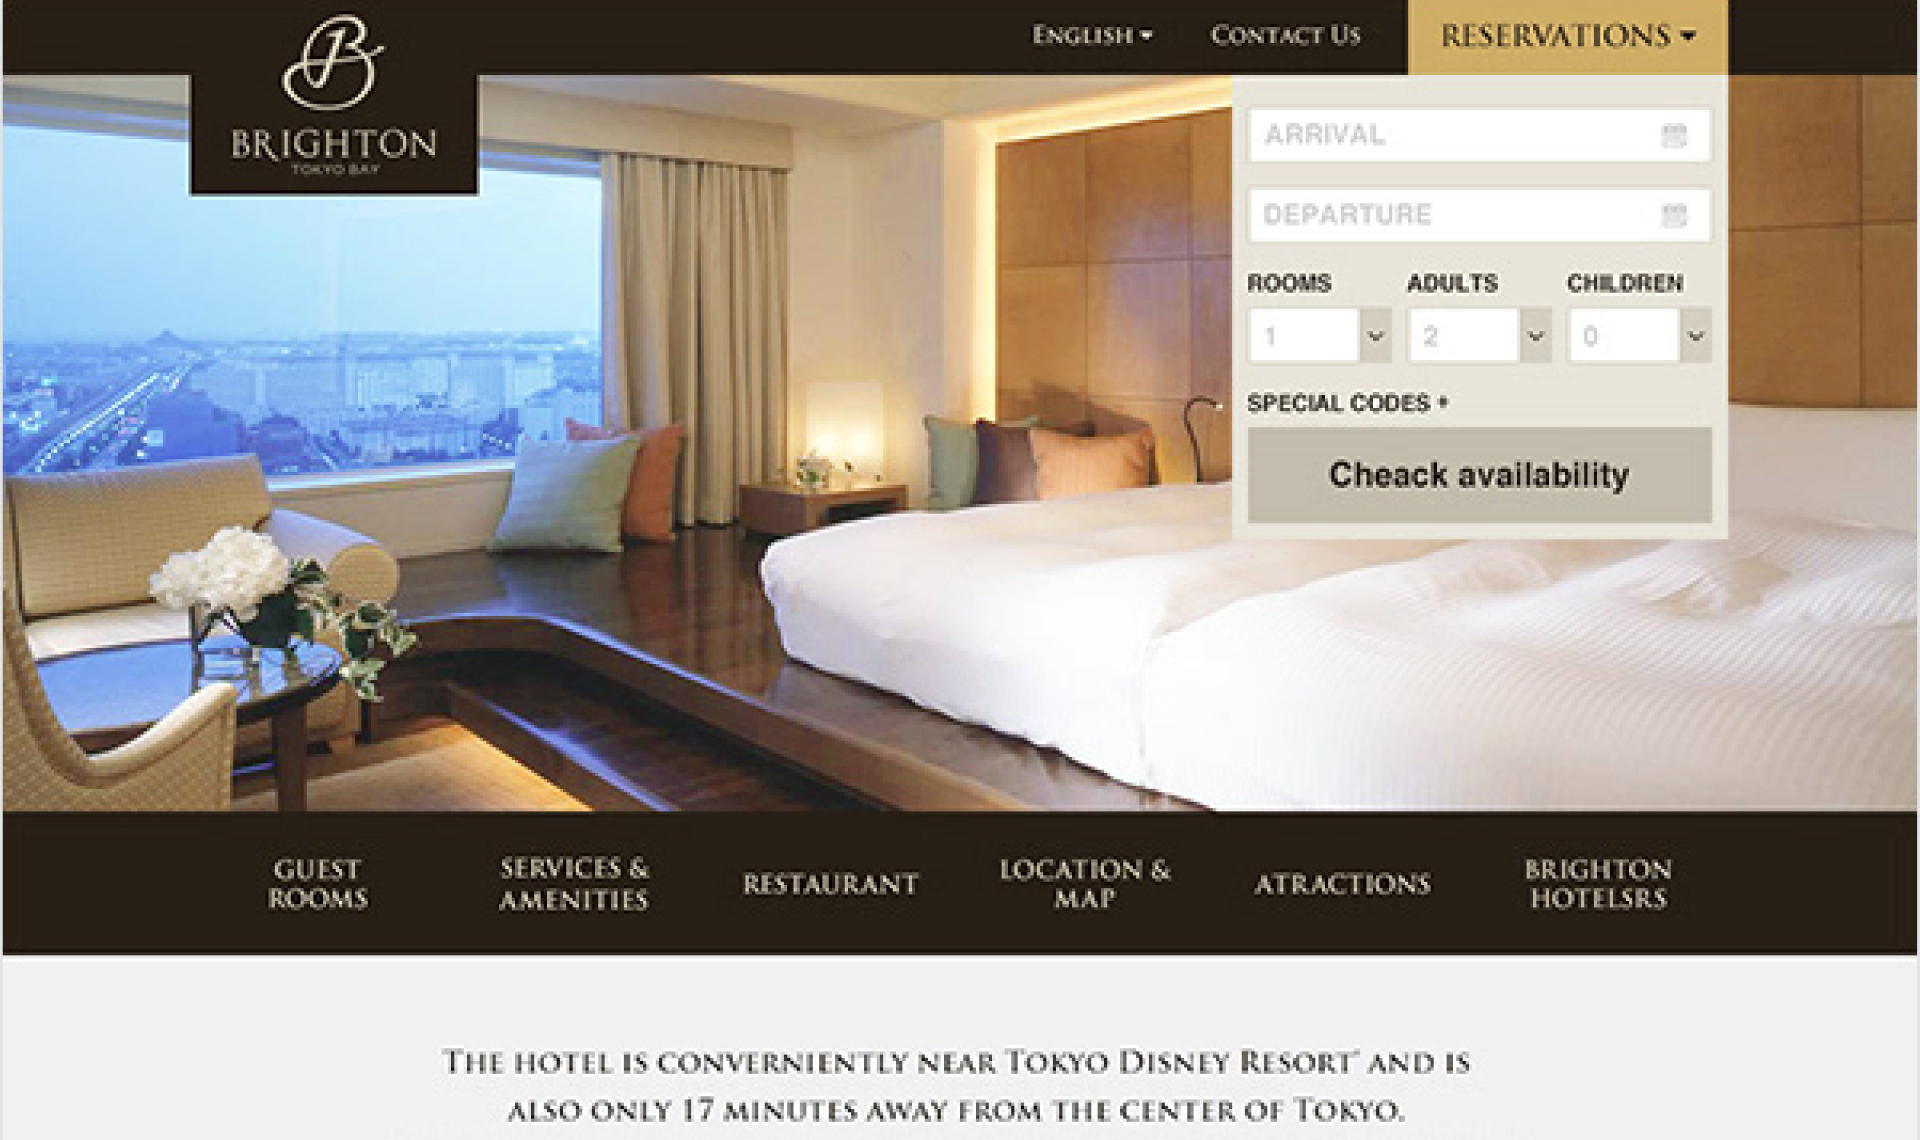 BRIGHTON
TOKYO BAY
ENGLISH
CONTACT US
RESERVATIONS
ARRIVAL
DEPARTURE
ROOMS ADULTS CHILDREN
1 2 0
SPECIAL CODES +
Cheack availability
GUEST
ROOMS
SERVICES &
AMENITIES
RESTAURANT
LOCATION &
MAP
ATRACTIONS
BRIGHTON
HOTELSRS
THE HOTEL IS CONVERNIENTLY NEAR TOKYO DISNEY RESORT® AND IS
ALSO ONLY 17 MINUTES AWAY FROM THE CENTER OF TOKYO.